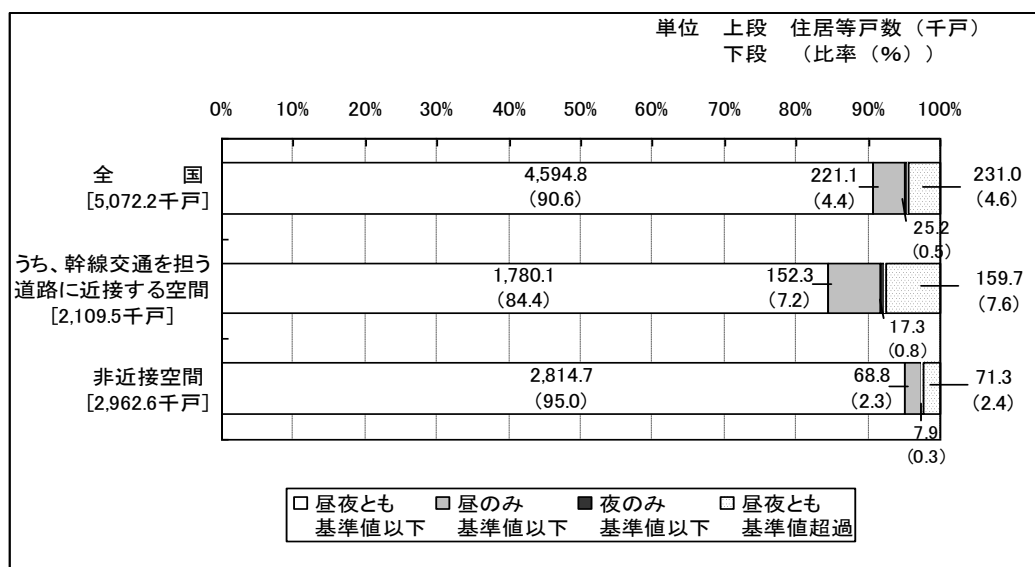 単位　上段　住居等戸数（千戸）
下段　（比率（％））
0% 10% 20% 30% 40% 50% 60% 70% 80% 90% 100%
全　国
[5,072.2千戸]
4,594.8
（90.6）
221.1
（4.4）
25.2
（0.5）
231.0
（4.6）
うち、幹線交通を担う
道路に近接する空間
[2,109.5千戸]
1,780.1
（84.4）
152.3
（7.2）
17.3
（0.8）
159.7
（7.6）
非近接空間
[2,962.6千戸]
2,814.7
（95.0）
68.8
（2.3）
7.9
（0.3）
71.3
（2.4）
昼夜とも
基準値以下
昼のみ
基準値以下
夜のみ
基準値以下
昼夜とも
基準値超過